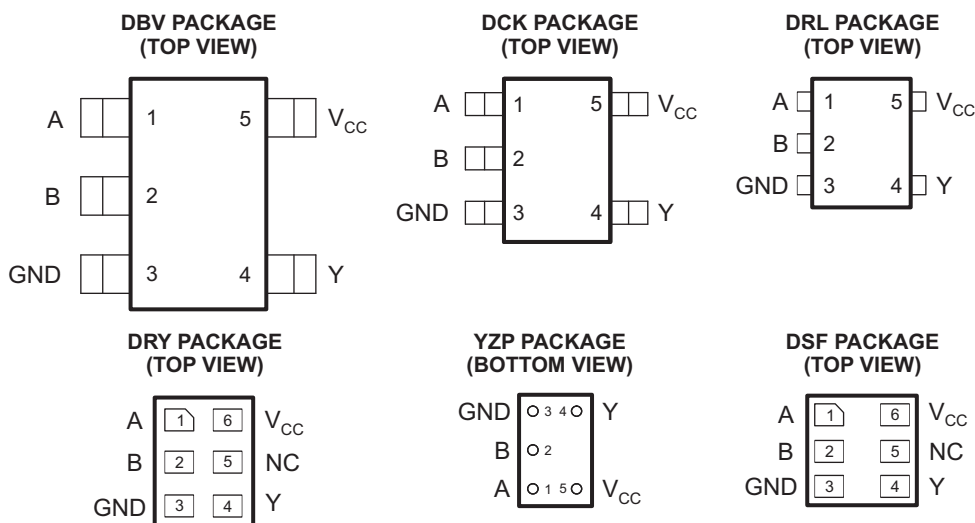 DBV PACKAGE
(TOP VIEW)
A 1 5 VCC
B 2
GND 3 4 Y
DCK PACKAGE
(TOP VIEW)
A 1 5 VCC
B 2
GND 3 4 Y
DRL PACKAGE
(TOP VIEW)
A 1 5 VCC
B 2
GND 3 4 Y
DRY PACKAGE
(TOP VIEW)
A 1 6 VCC
B 2 5 NC
GND 3 4 Y
YZP PACKAGE
(BOTTOM VIEW)
GND 3 4 Y
B 2
A 1 5 VCC
DSF PACKAGE
(TOP VIEW)
A 1 6 VCC
B 2 5 NC
GND 3 4 Y